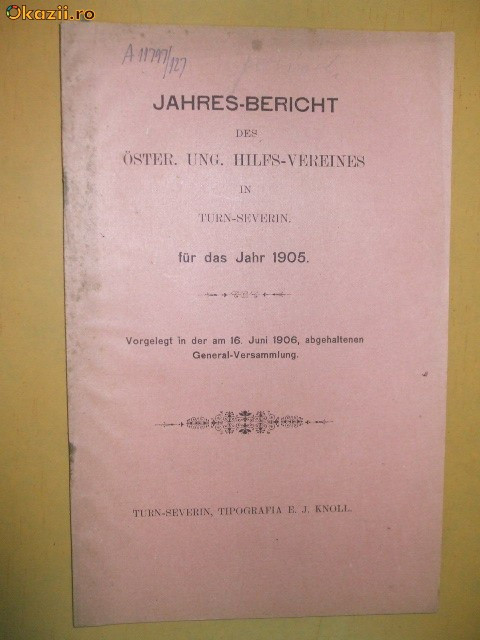 Okazii.ro
A 11797/127
JAHRES-BERICHT
DES
ÖSTER. UNG. HILFS-VEREINES
IN
TURN-SEVERIN.
für das Jahr 1905.
Vorgelegt in der am 16. Juni 1906, abgehaltenen
General-Versammlung.
TURN-SEVERIN, TIPOGRAFIA E. J. KNOLL.